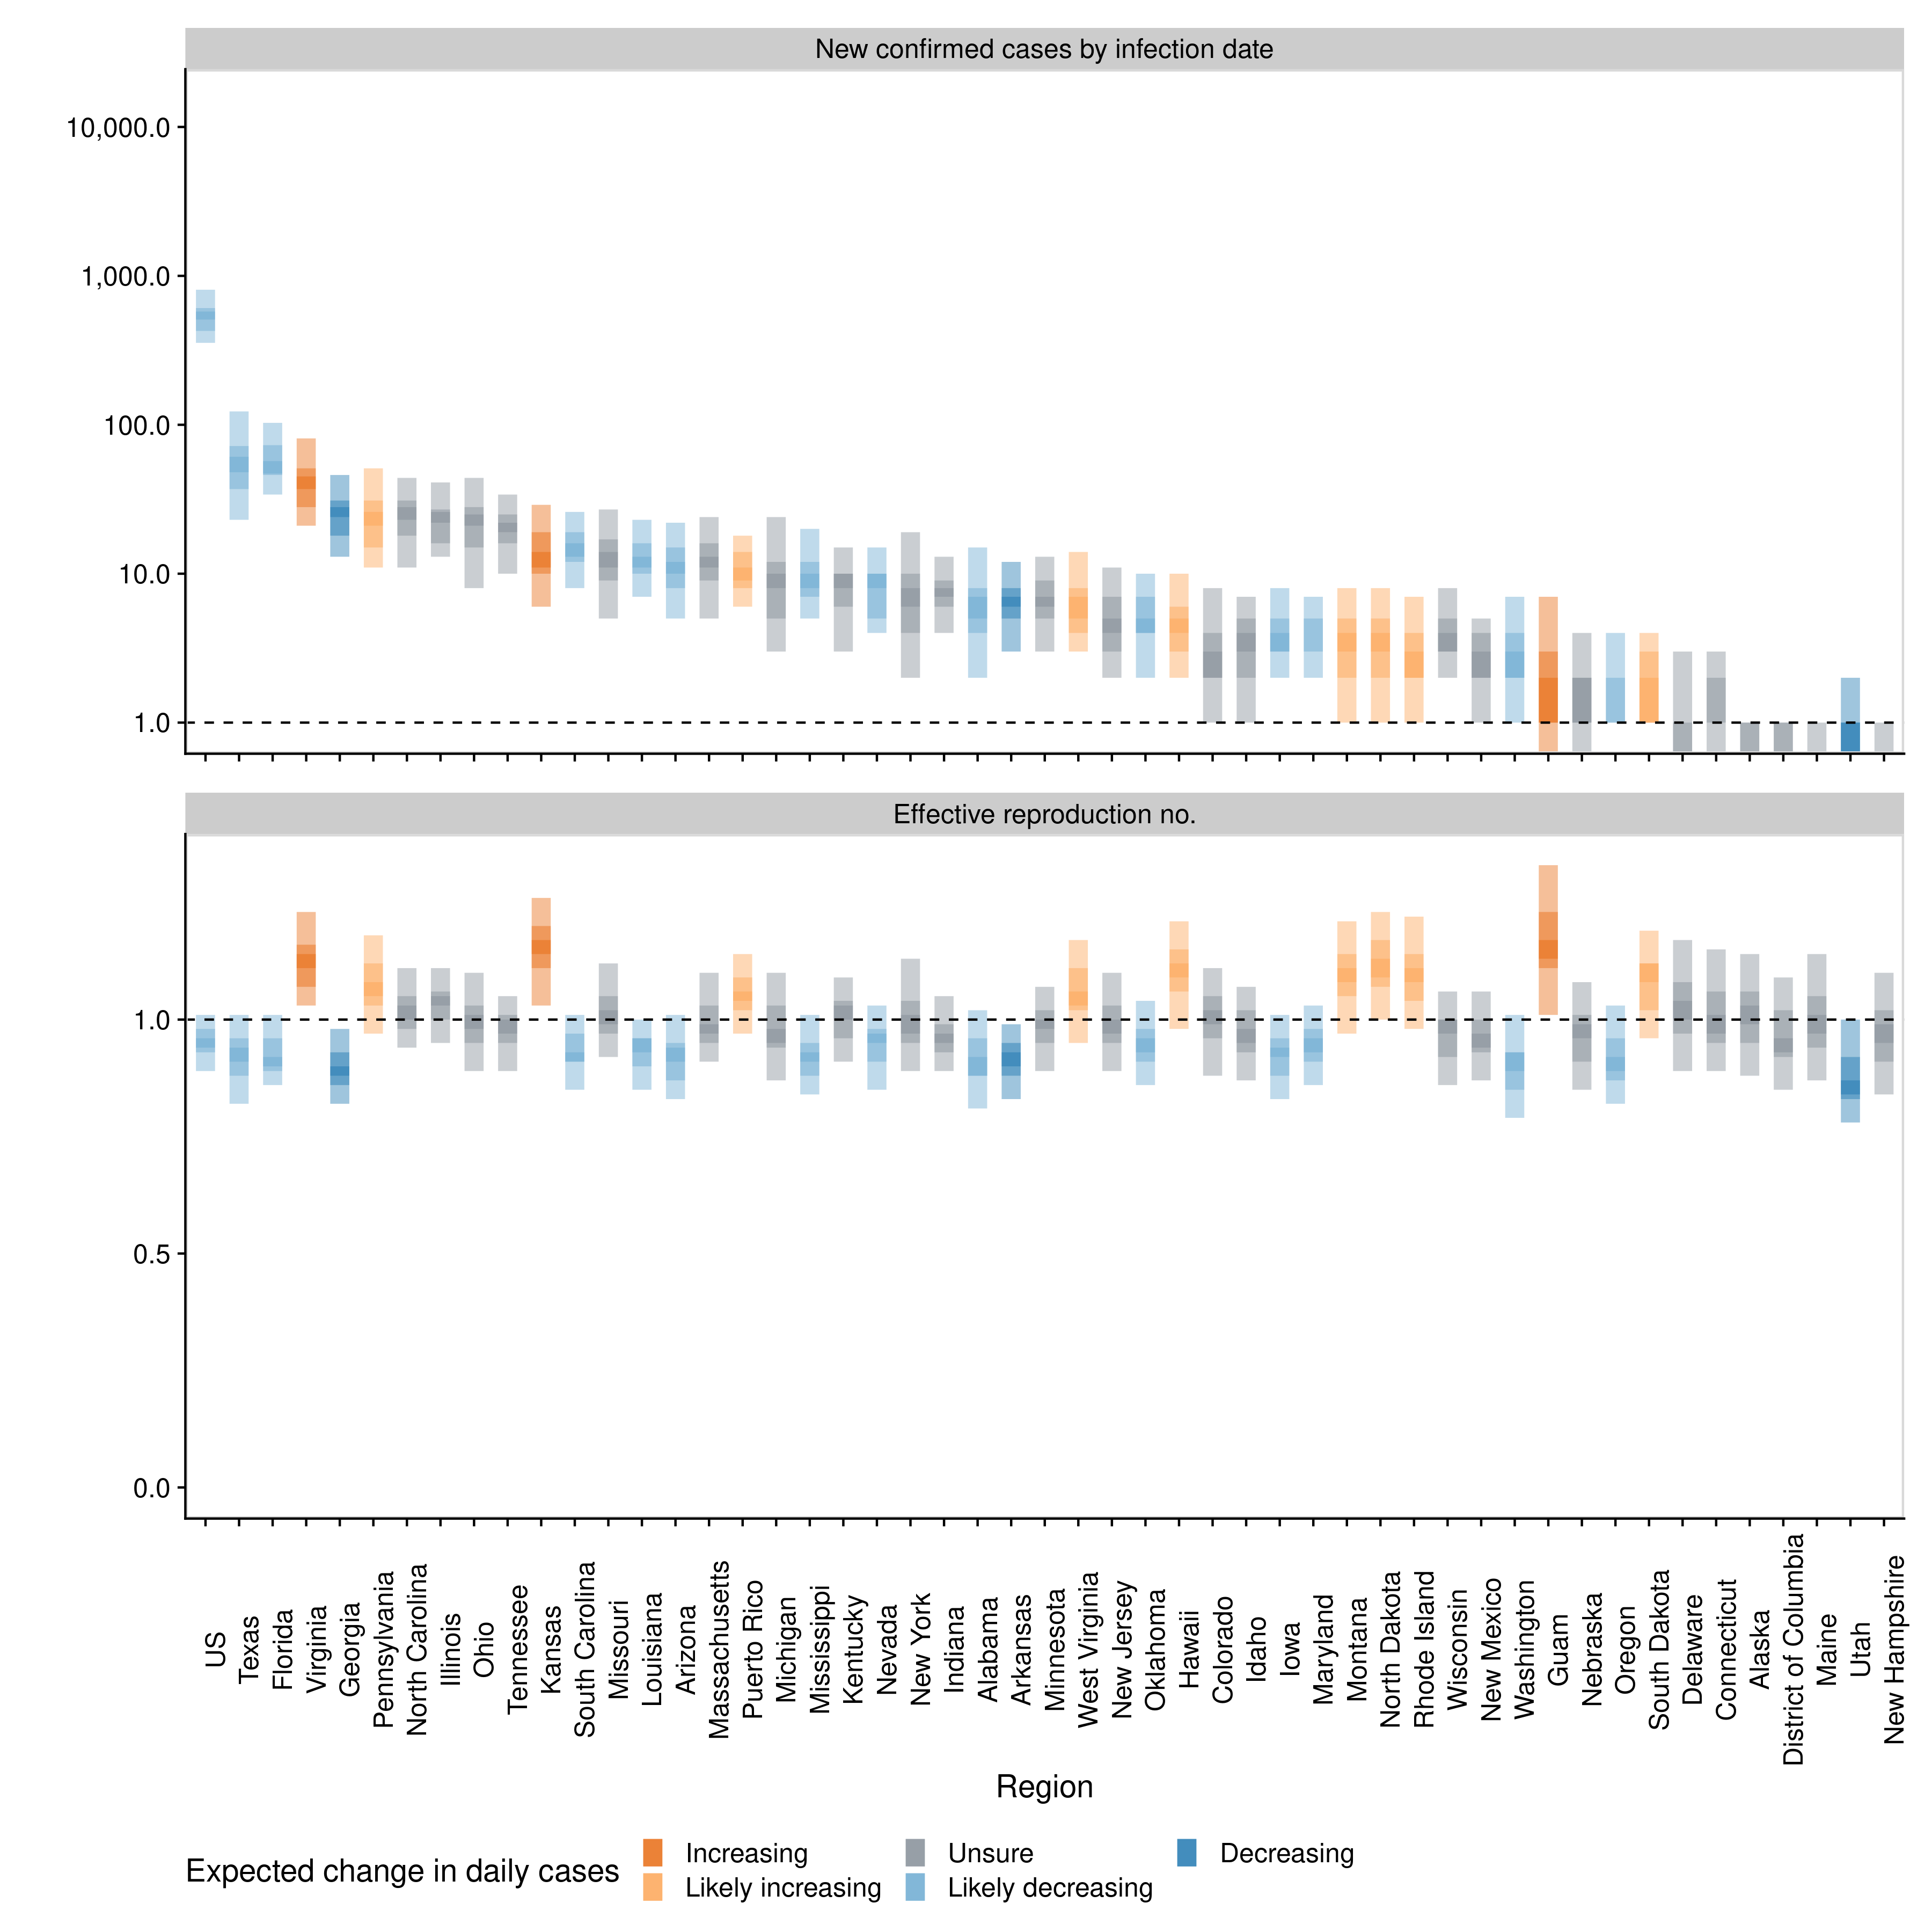 New confirmed cases by infection date
10,000.0
1,000.0
100.0
10.0
1.0
Effective reproduction no.
1.0
0.5
0.0
US
Texas
Florida
Virginia
Georgia
Pennsylvania
North Carolina
Illinois
Ohio
Tennessee
Kansas
South Carolina
Missouri
Louisiana
Arizona
Massachusetts
Puerto Rico
Michigan
Mississippi
Kentucky
Nevada
New York
Indiana
Alabama
Arkansas
Minnesota
West Virginia
New Jersey
Oklahoma
Hawaii
Colorado
Idaho
Iowa
Maryland
Montana
North Dakota
Rhode Island
Wisconsin
New Mexico
Washington
Guam
Nebraska
Oregon
South Dakota
Delaware
Connecticut
Alaska
District of Columbia
Maine
Utah
New Hampshire
Region
Expected change in daily cases
Increasing
Likely increasing
Unsure
Likely decreasing
Decreasing